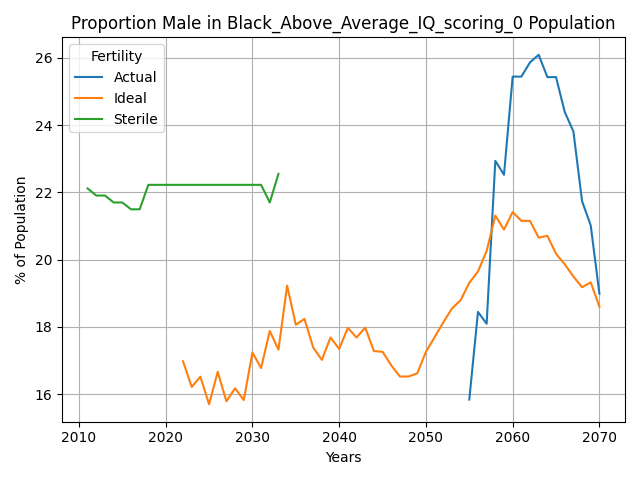 Proportion Male in Black_Above_Average_IQ_scoring_0 Population
Fertility
Actual
Ideal
Sterile
% of Population
26
24
22
20
18
16
2010 2020 2030 2040 2050 2060 2070
Years